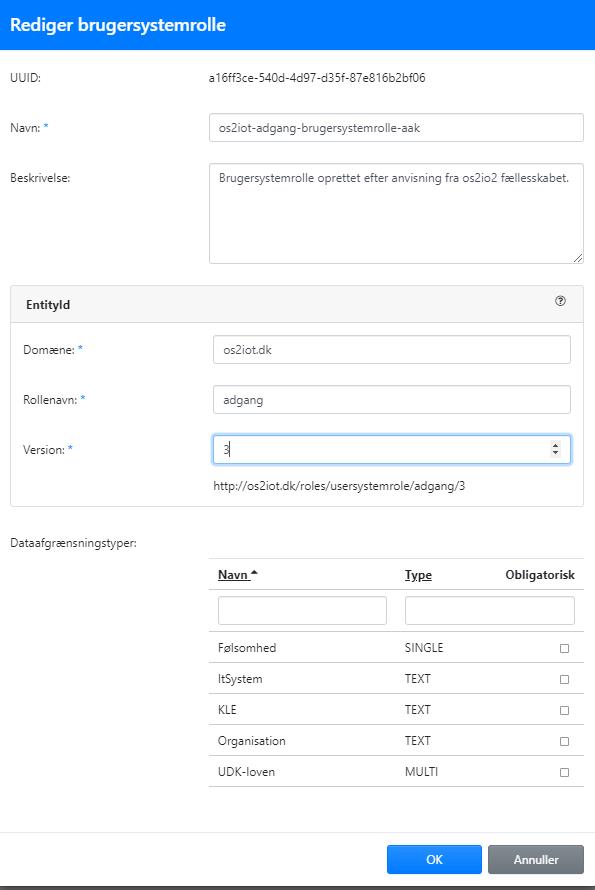 Rediger brugersystemrolle
UUID: a16ff3ce-540d-4d97-d35f-87e816b2bf06
Navn: * os2iot-adgang-brugersystemrolle-aak
Beskrivelse: Brugersystemrolle oprettet efter anvisning fra os2io2 fællesskabet.
EntityId
Domæne: * os2iot.dk
Rollenavn: * adgang
Version: * 3
http://os2iot.dk/roles/usersystemrole/adgang/3
Dataafgrænsningstyper:
Navn Type Obligatorisk
Følsomhed SINGLE
ItSystem TEXT
KLE TEXT
Organisation TEXT
UDK-loven MULTI
OK Annuller